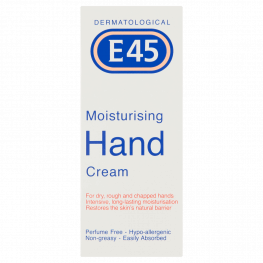 DERMATOLOGICAL
E45
Moisturising
Hand
Cream
For dry, rough and chapped hands
Intensive, long-lasting moisturisation
Restores the skin's natural barrier
Perfume Free - Hypo-allergenic
Non-greasy - Easily Absorbed